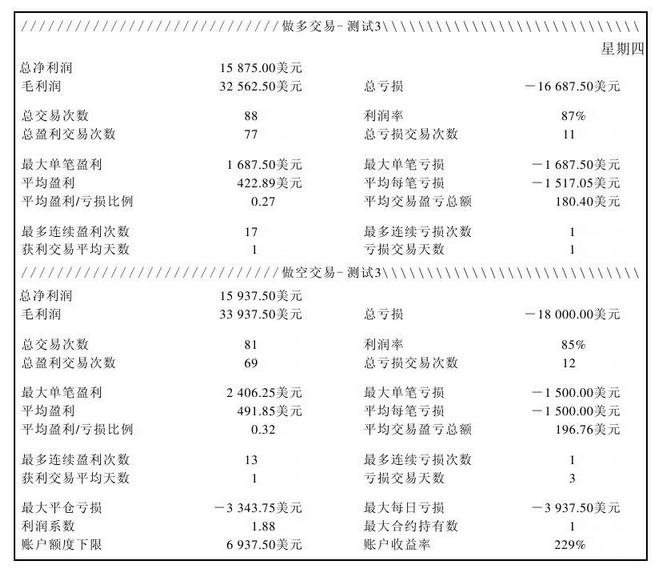 //////////////////////////////做多交易-测试3\\\\\\\\\\\\\\\\\\\\\\\\\\\\\\
星期四
总净利润 15 875.00美元
毛利润 32 562.50美元 总亏损 －16 687.50美元
总交易次数 88 利润率 87%
总盈利交易次数 77 总亏损交易次数 11
最大单笔盈利 1 687.50美元 最大单笔亏损 －1 687.50美元
平均盈利 422.89美元 平均每笔亏损 －1 517.05美元
平均盈利/亏损比例 0.27 平均交易盈亏总额 180.40美元
最多连续盈利次数 17 最多连续亏损次数 1
获利交易平均天数 1 亏损交易天数 1
//////////////////////////////做空交易-测试3\\\\\\\\\\\\\\\\\\\\\\\\\\\\\\
总净利润 15 937.50美元
毛利润 33 937.50美元 总亏损 －18 000.00美元
总交易次数 81 利润率 85%
总盈利交易次数 69 总亏损交易次数 12
最大单笔盈利 2 406.25美元 最大单笔亏损 －1 500.00美元
平均盈利 491.85美元 平均每笔亏损 －1 500.00美元
平均盈利/亏损比例 0.32 平均交易盈亏总额 196.76美元
最多连续盈利次数 13 最多连续亏损次数 1
获利交易平均天数 1 亏损交易天数 3
最大平仓亏损 －3 343.75美元 最大每日亏损 －3 937.50美元
利润系数 1.88 最大合约持有数 1
账户额度下限 6 937.50美元 账户收益率 229%